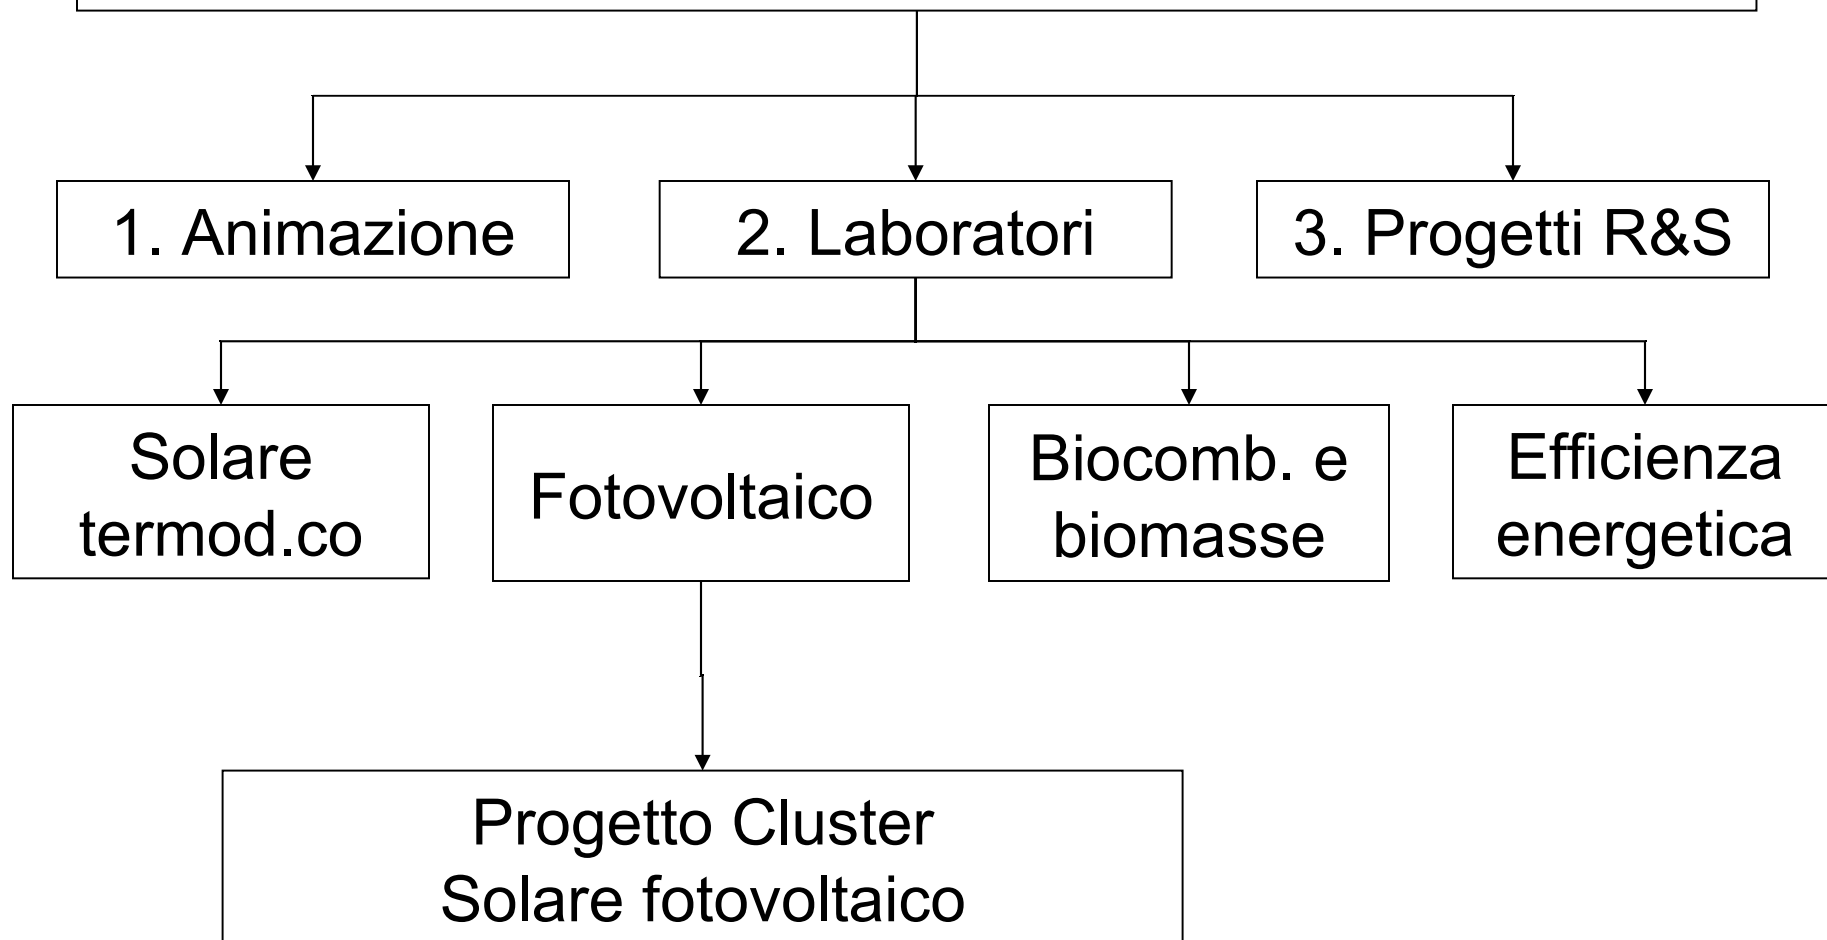 1. Animazione
2. Laboratori
3. Progetti R&S
Solare
termod.co
Fotovoltaico
Biocomb. e
biomasse
Efficienza
energetica
Progetto Cluster
Solare fotovoltaico